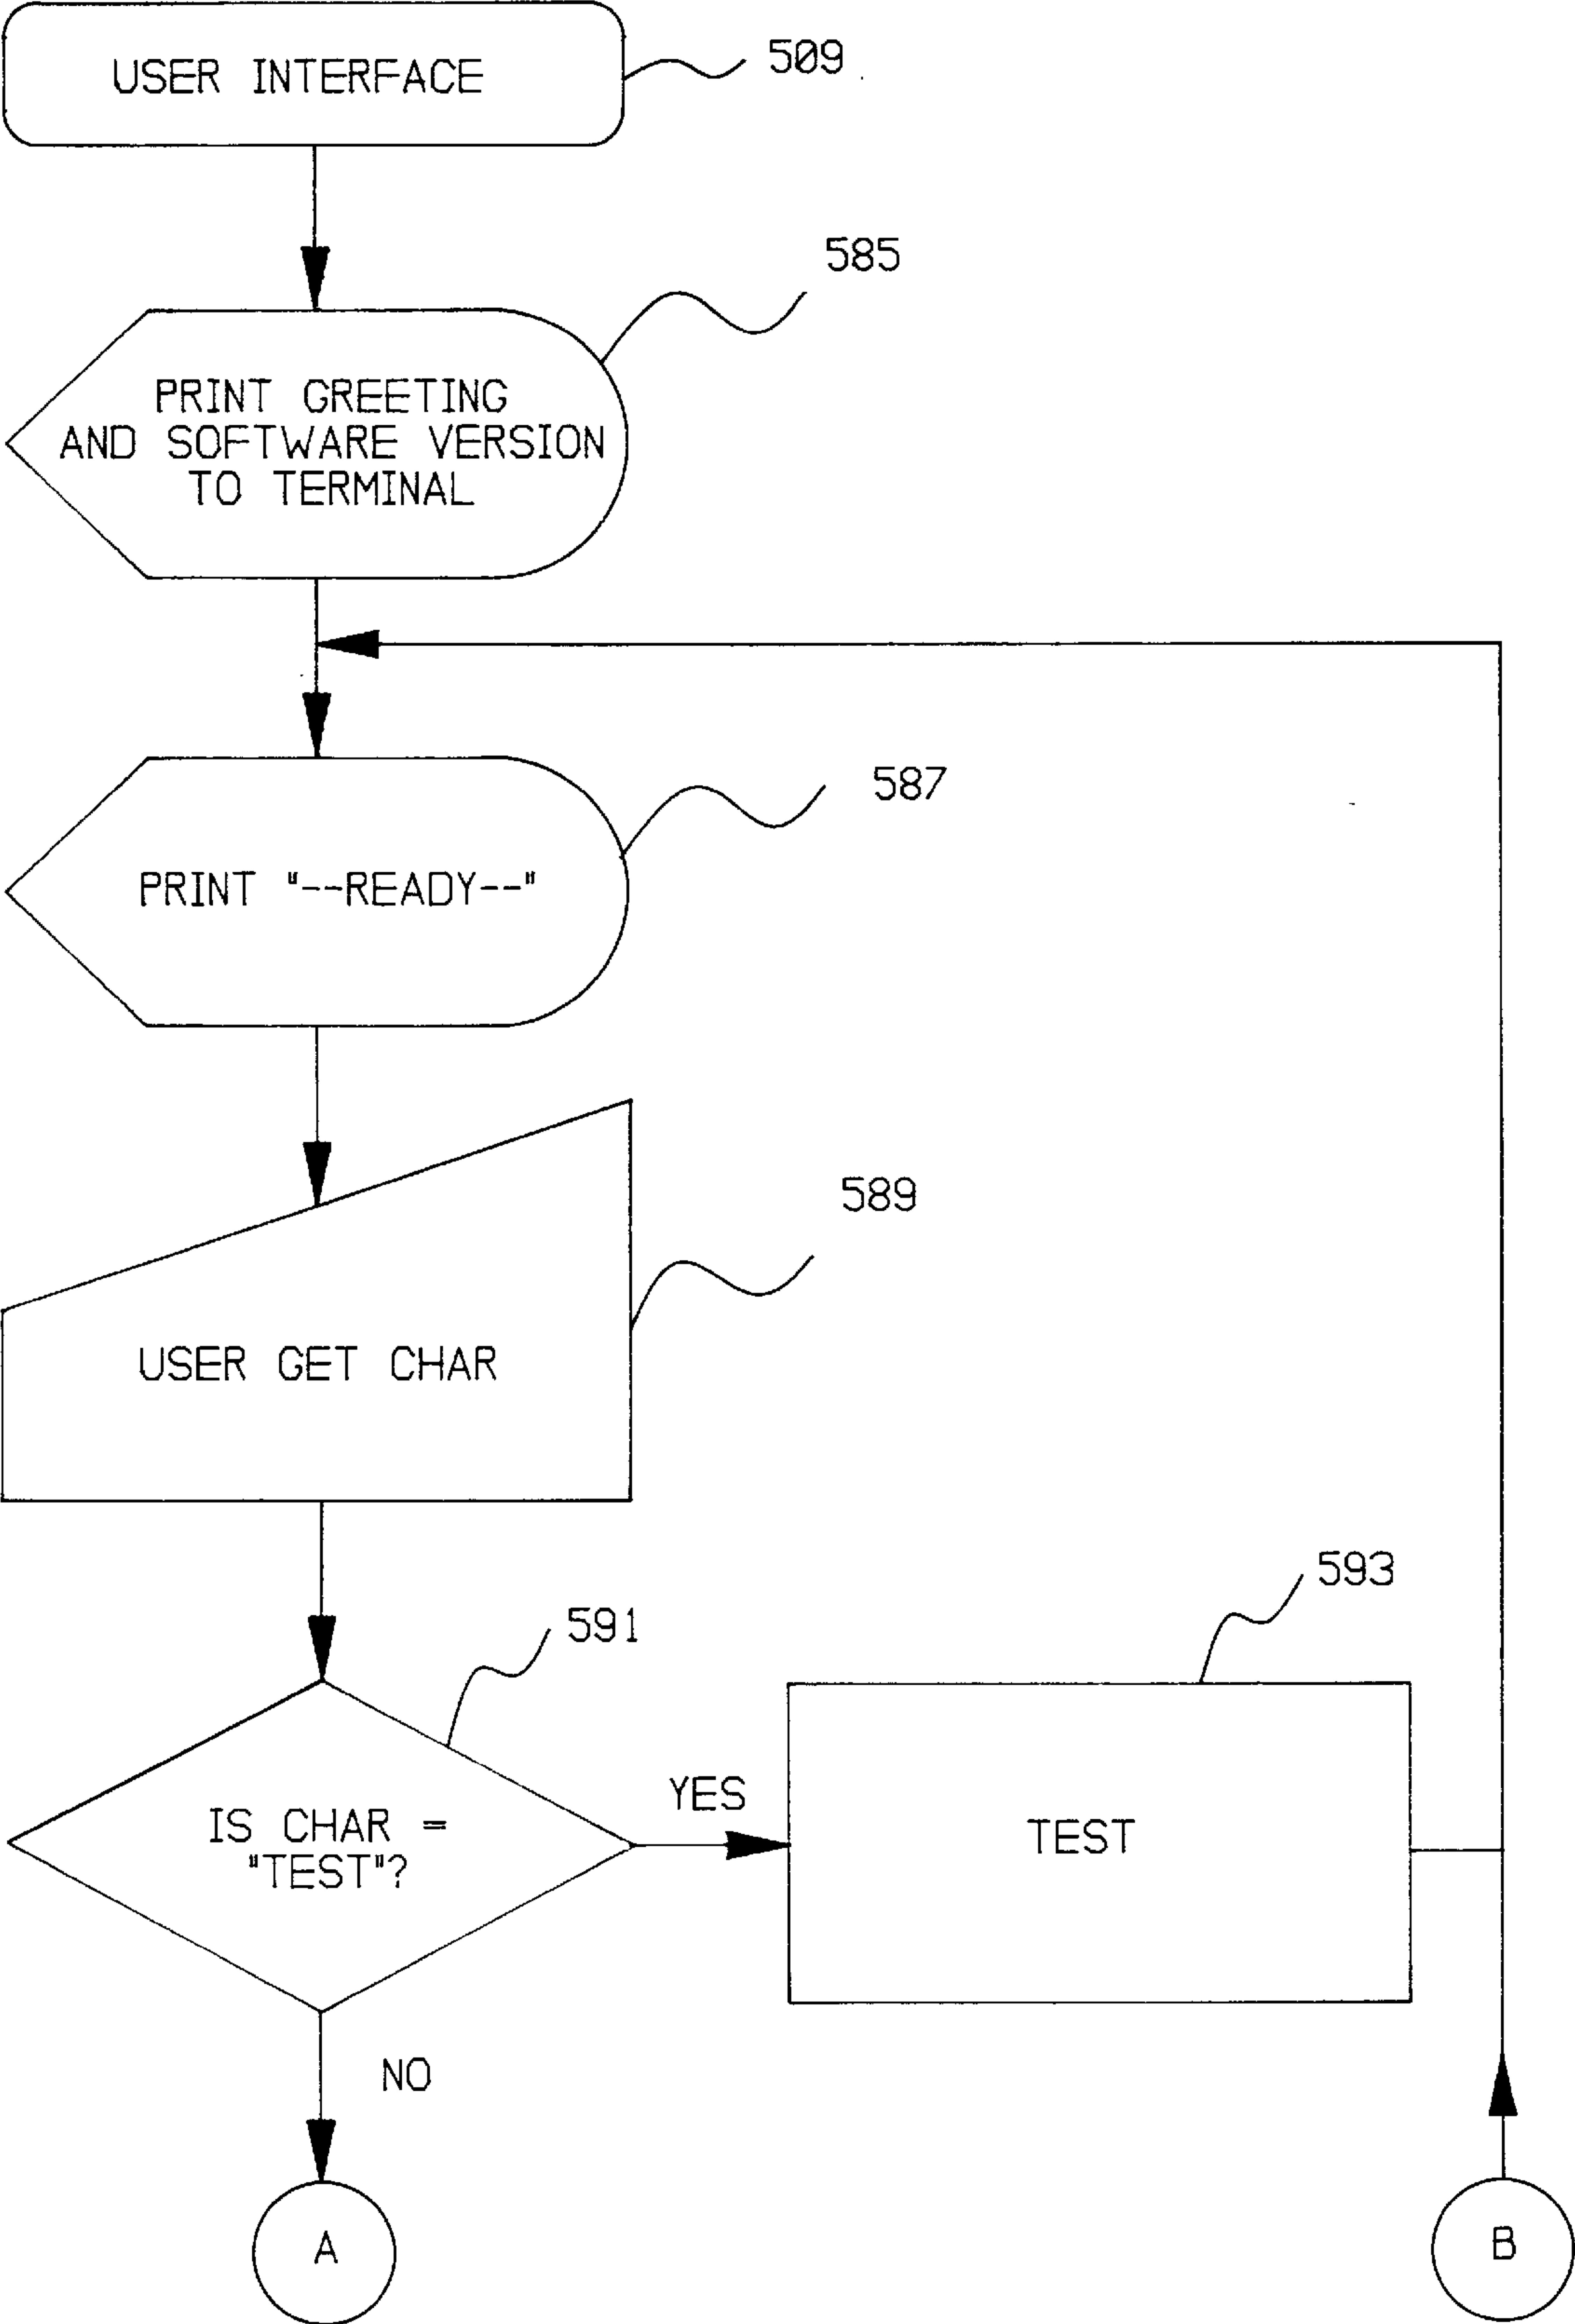 USER INTERFACE
509
585
PRINT GREETING
AND SOFTWARE VERSION
TO TERMINAL
587
PRINT "--READY--"
589
USER GET CHAR
593
591
YES
IS CHAR =
"TEST"?
TEST
NO
A
B